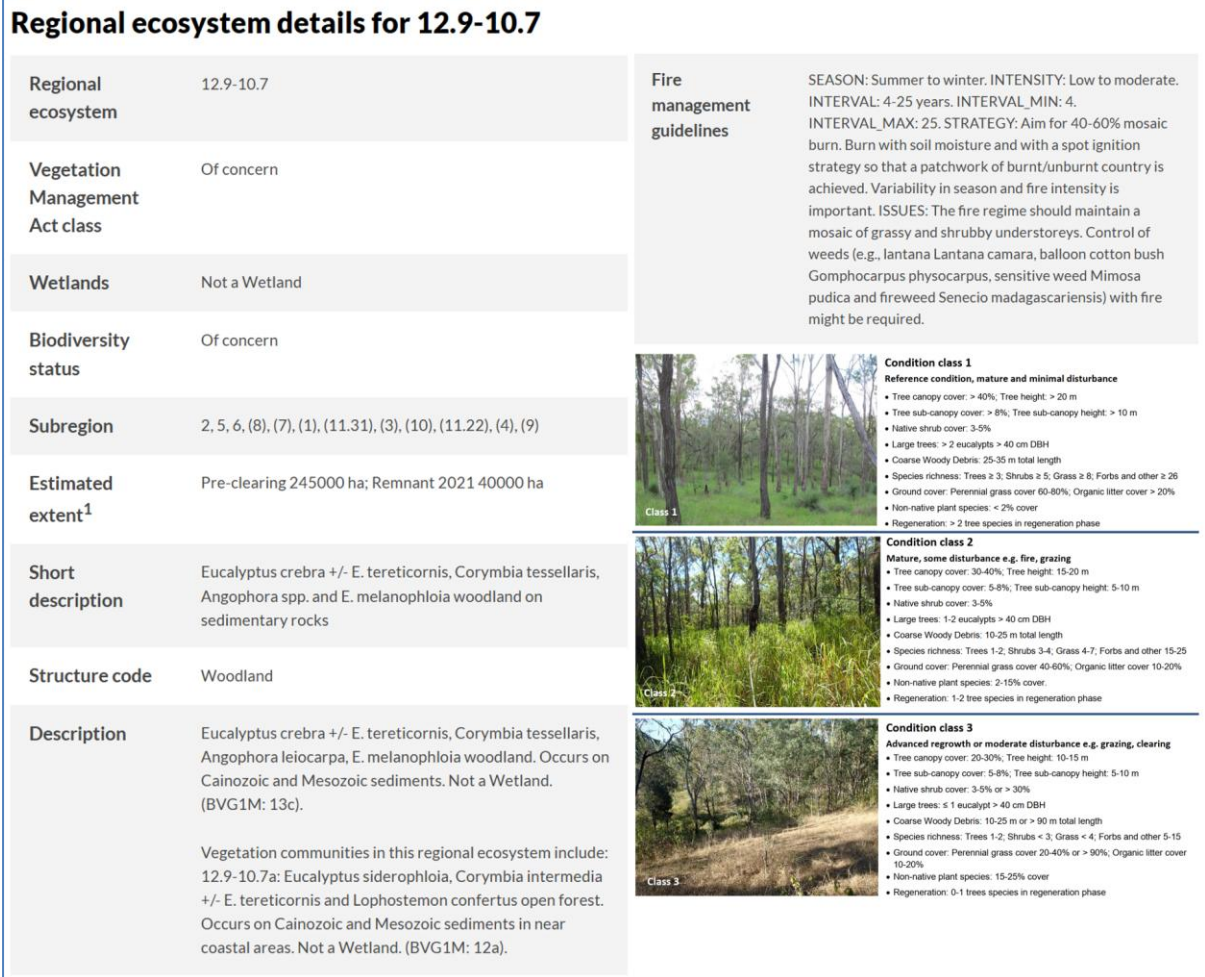 Regional ecosystem details for 12.9-10.7
Regional
ecosystem
12.9-10.7
Vegetation
Management
Act class
Of concern
Wetlands
Not a Wetland
Biodiversity
status
Of concern
Subregion
2, 5, 6, (8), (7), (1), (11.31), (3), (10), (11.22), (4), (9)
Estimated
extent1
Pre-clearing 245000 ha; Remnant 2021 40000 ha
Short
description
Eucalyptus crebra +/- E. tereticornis, Corymbia tessellaris,
Angophora spp. and E. melanophloia woodland on
sedimentary rocks
Structure code
Woodland
Description
Eucalyptus crebra +/- E. tereticornis, Corymbia tessellaris,
Angophora leiocarpa, E. melanophloia woodland. Occurs on
Cainozoic and Mesozoic sediments. Not a Wetland.
(BVG1M: 13c).
Vegetation communities in this regional ecosystem include:
12.9-10.7a: Eucalyptus siderophloia, Corymbia intermedia
+/- E. tereticornis and Lophostemon confertus open forest.
Occurs on Cainozoic and Mesozoic sediments in near
coastal areas. Not a Wetland. (BVG1M: 12a).
Fire
management
guidelines
SEASON: Summer to winter. INTENSITY: Low to moderate.
INTERVAL: 4-25 years. INTERVAL_MIN: 4.
INTERVAL_MAX: 25. STRATEGY: Aim for 40-60% mosaic
burn. Burn with soil moisture and with a spot ignition
strategy so that a patchwork of burnt/unburnt country is
achieved. Variability in season and fire intensity is
important. ISSUES: The fire regime should maintain a
mosaic of grassy and shrubby understoreys. Control of
weeds (e.g., lantana Lantana camara, balloon cotton bush
Gomphocarpus physocarpus, sensitive weed Mimosa
pudica and fireweed Senecio madagascariensis) with fire
might be required.
Class 1
Condition class 1
Reference condition, mature and minimal disturbance
• Tree canopy cover: > 40%; Tree height: > 20 m
• Tree sub-canopy cover: > 8%; Tree sub-canopy height: > 10 m
• Native shrub cover: 3-5%
• Large trees: > 2 eucalypts > 40 cm DBH
• Coarse Woody Debris: 25-35 m total length
• Species richness: Trees ≥ 3; Shrubs ≥ 5; Grass ≥ 8; Forbs and other ≥ 26
• Ground cover: Perennial grass cover 60-80%; Organic litter cover > 20%
• Non-native plant species: < 2% cover
• Regeneration: > 2 tree species in regeneration phase
Class 2
Condition class 2
Mature, some disturbance e.g. fire, grazing
• Tree canopy cover: 30-40%; Tree height: 15-20 m
• Tree sub-canopy cover: 5-8%; Tree sub-canopy height: 5-10 m
• Native shrub cover: 3-5%
• Large trees: 1-2 eucalypts > 40 cm DBH
• Coarse Woody Debris: 10-25 m total length
• Species richness: Trees 1-2; Shrubs 3-4; Grass 4-7; Forbs and other 15-25
• Ground cover: Perennial grass cover 40-60%; Organic litter cover 10-20%
• Non-native plant species: 2-15% cover.
• Regeneration: 1-2 tree species in regeneration phase
Class 3
Condition class 3
Advanced regrowth or moderate disturbance e.g. grazing, clearing
• Tree canopy cover: 20-30%; Tree height: 10-15 m
• Tree sub-canopy cover: 5-8%; Tree sub-canopy height: 5-10 m
• Native shrub cover: 3-5% or > 30%
• Large trees: ≤ 1 eucalypt > 40 cm DBH
• Coarse Woody Debris: 10-25 m or > 90 m total length
• Species richness: Trees 1-2; Shrubs < 3; Grass < 4; Forbs and other 5-15
• Ground cover: Perennial grass cover 20-40% or > 90%; Organic litter cover
10-20%
• Non-native plant species: 15-25% cover
• Regeneration: 0-1 trees species in regeneration phase